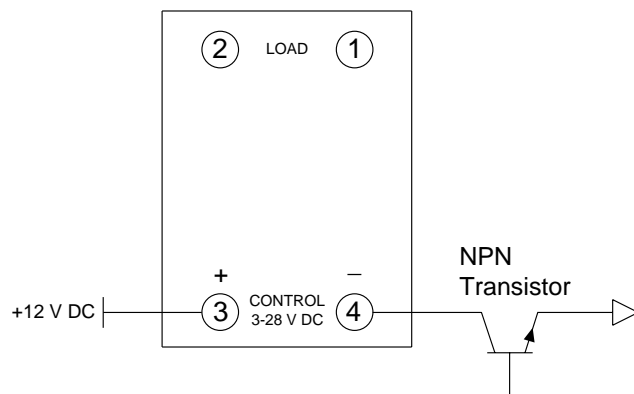 2 LOAD 1
NPN
Transistor
+ –
+12 V DC 3 CONTROL 4
3-28 V DC